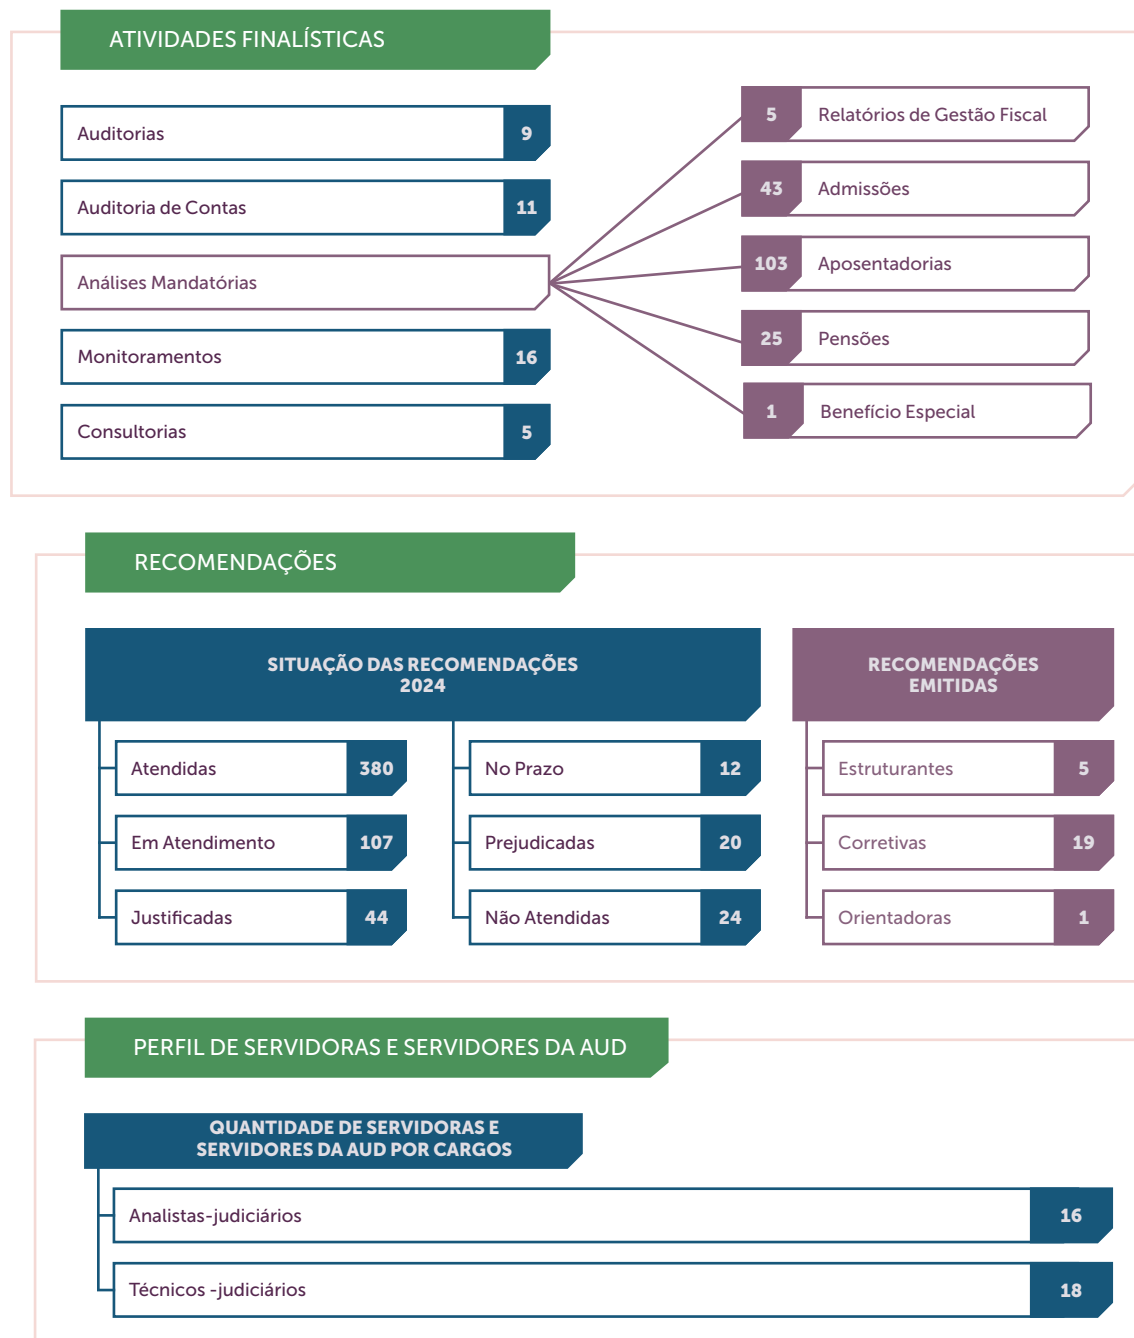 ATIVIDADES FINALÍSTICAS
Auditorias 9
Auditoria de Contas 11
Análises Mandatórias
Monitoramentos 16
Consultorias 5
5 Relatórios de Gestão Fiscal
43 Admissões
103 Aposentadorias
25 Pensões
1 Benefício Especial
RECOMENDAÇÕES
SITUAÇÃO DAS RECOMENDAÇÕES
2024
Atendidas 380
Em Atendimento 107
Justificadas 44
No Prazo 12
Prejudicadas 20
Não Atendidas 24
RECOMENDAÇÕES
EMITIDAS
Estruturantes 5
Corretivas 19
Orientadoras 1
PERFIL DE SERVIDORAS E SERVIDORES DA AUD
QUANTIDADE DE SERVIDORAS E
SERVIDORES DA AUD POR CARGOS
Analistas-judiciários 16
Técnicos -judiciários 18